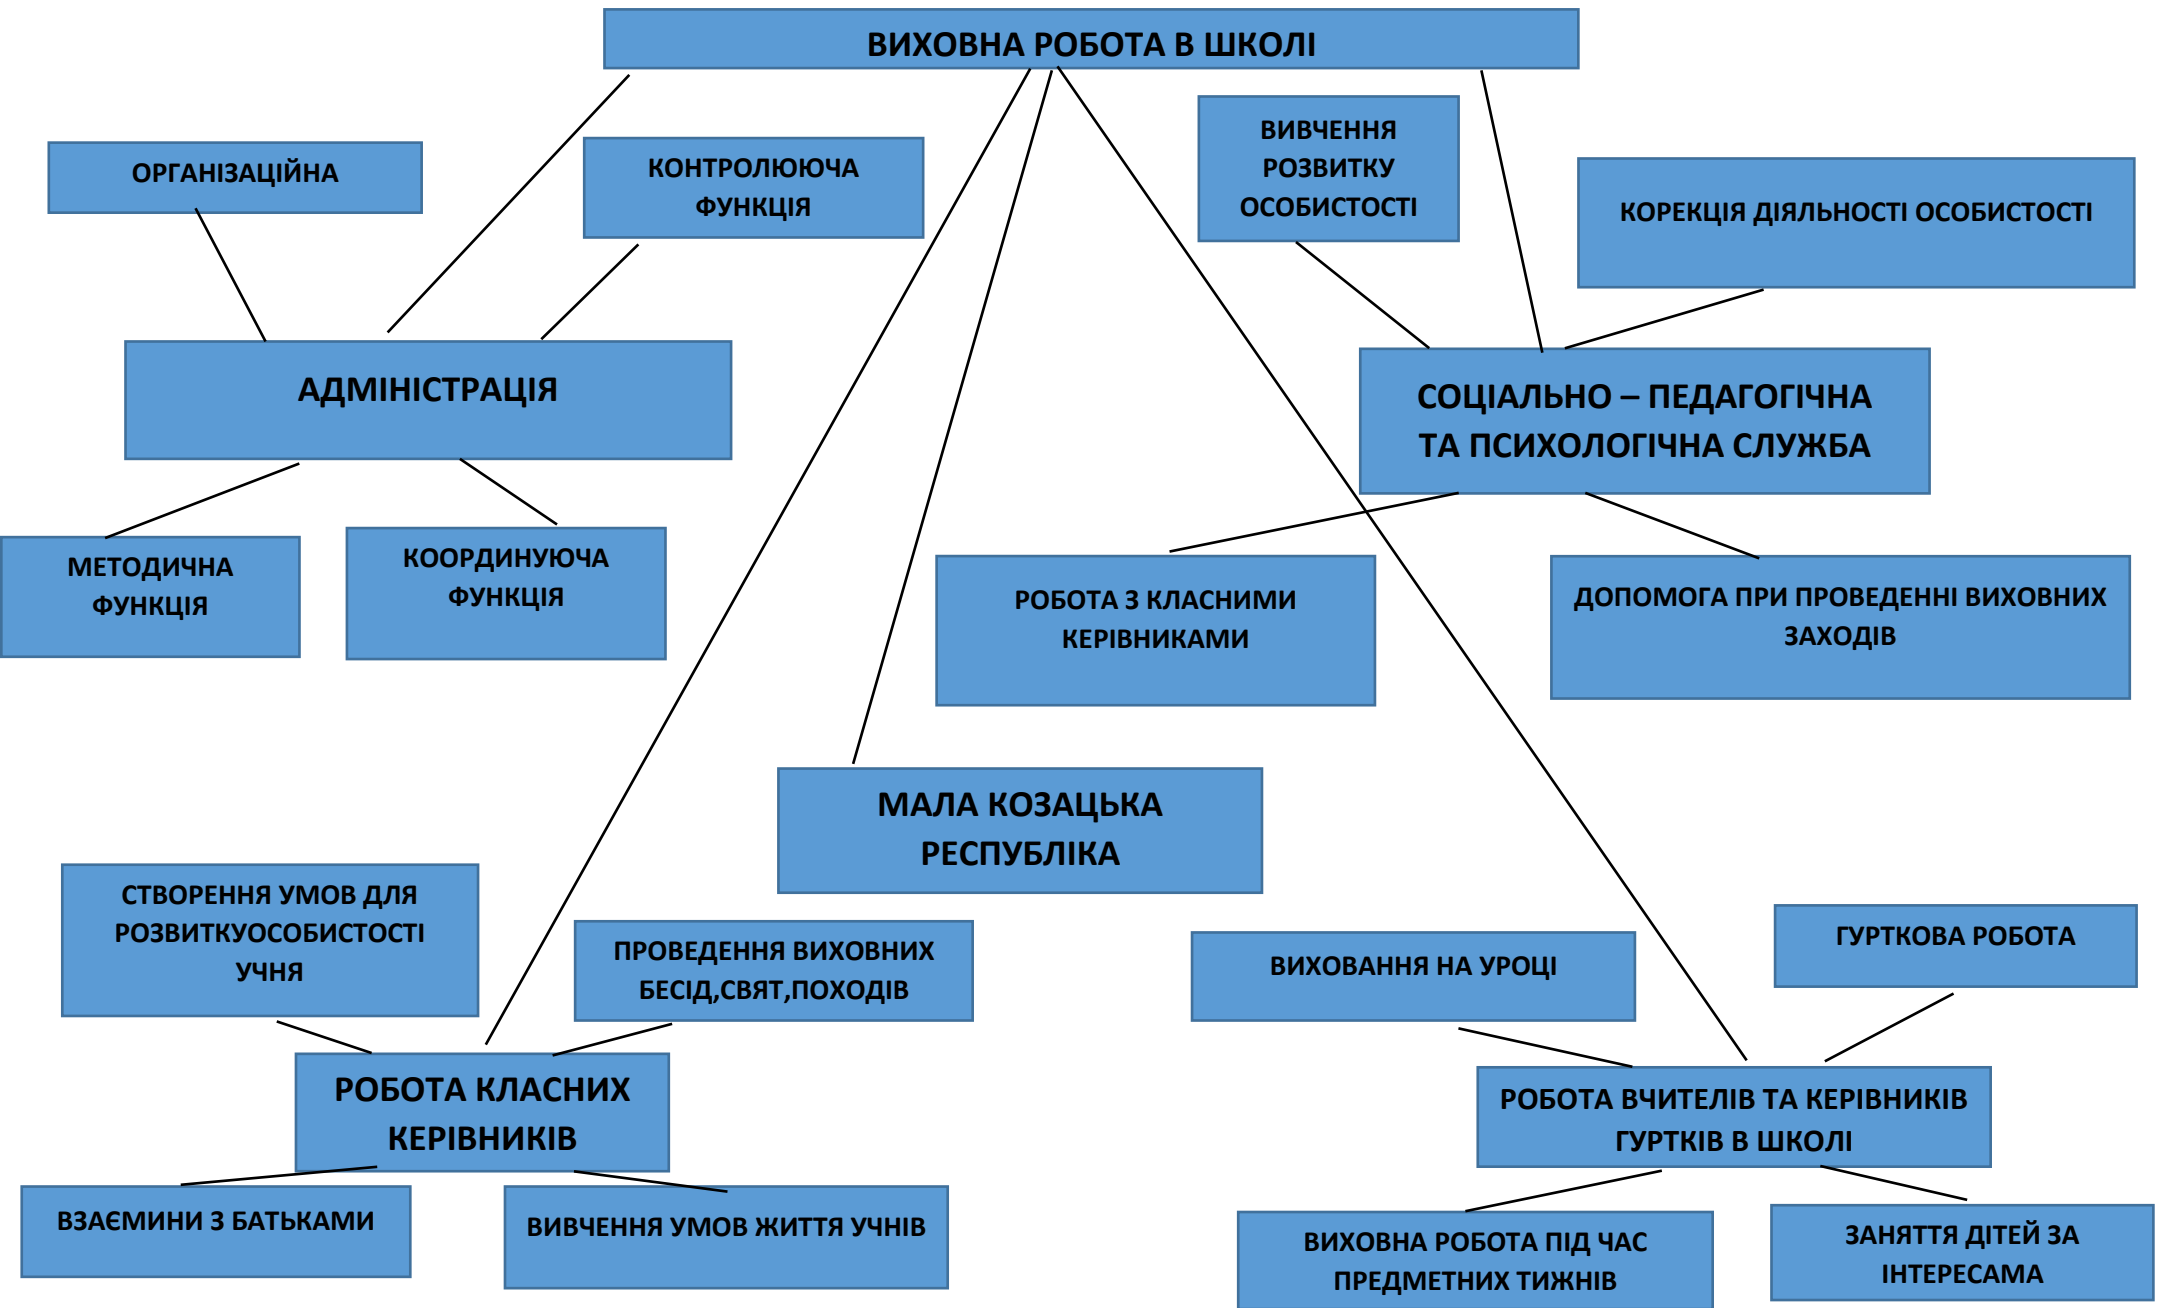 ВИХОВНА РОБОТА В ШКОЛІ
ОРГАНІЗАЦІЙНА
КОНТРОЛЮЮЧА
ФУНКЦІЯ
ВИВЧЕННЯ
РОЗВИТКУ
ОСОБИСТОСТІ
КОРЕКЦІЯ ДІЯЛЬНОСТІ ОСОБИСТОСТІ
АДМІНІСТРАЦІЯ
СОЦІАЛЬНО – ПЕДАГОГІЧНА
ТА ПСИХОЛОГІЧНА СЛУЖБА
МЕТОДИЧНА
ФУНКЦІЯ
КООРДИНУЮЧА
ФУНКЦІЯ
РОБОТА З КЛАСНИМИ
КЕРІВНИКАМИ
ДОПОМОГА ПРИ ПРОВЕДЕННІ ВИХОВНИХ
ЗАХОДІВ
МАЛА КОЗАЦЬКА
РЕСПУБЛІКА
СТВОРЕННЯ УМОВ ДЛЯ
РОЗВИТКУОСОБИСТОСТІ
УЧНЯ
ПРОВЕДЕННЯ ВИХОВНИХ
БЕСІД,СВЯТ,ПОХОДІВ
ВИХОВАННЯ НА УРОЦІ
ГУРТКОВА РОБОТА
РОБОТА КЛАСНИХ
КЕРІВНИКІВ
РОБОТА ВЧИТЕЛІВ ТА КЕРІВНИКІВ
ГУРТКІВ В ШКОЛІ
ВЗАЄМИНИ З БАТЬКАМИ
ВИВЧЕННЯ УМОВ ЖИТТЯ УЧНІВ
ВИХОВНА РОБОТА ПІД ЧАС
ПРЕДМЕТНИХ ТИЖНІВ
ЗАНЯТТЯ ДІТЕЙ ЗА
ІНТЕРЕСАМА